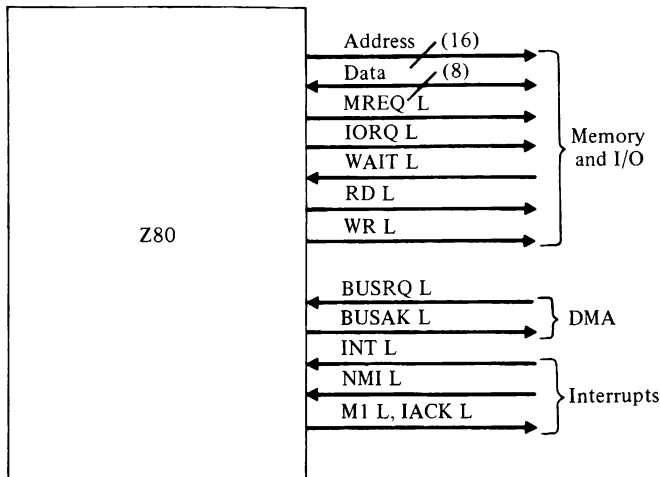 Address (16)
Data (8)
MREQ L
IORQ L
WAIT L
RD L
WR L
Memory
and I/O
Z80
BUSRQ L
BUSAK L
DMA
INT L
NMI L
M1 L, IACK L
Interrupts